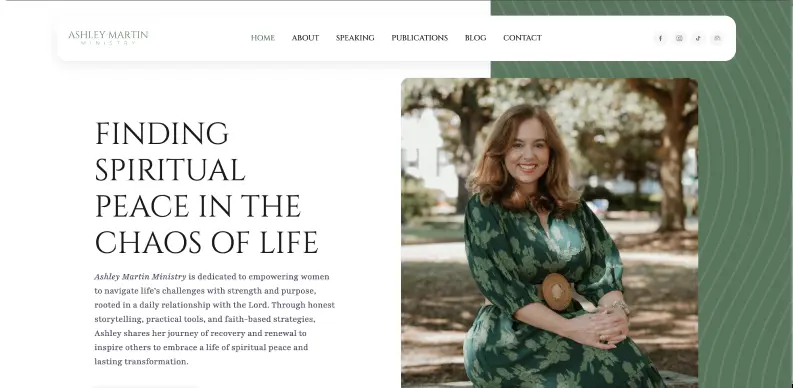 ASHLEY MARTIN
MINISTRY
HOME ABOUT SPEAKING PUBLICATIONS BLOG CONTACT
FINDING
SPIRITUAL
PEACE IN THE
CHAOS OF LIFE
Ashley Martin Ministry is dedicated to empowering women
to navigate life's challenges with strength and purpose,
rooted in a daily relationship with the Lord. Through honest
storytelling, practical tools, and faith-based strategies,
Ashley shares her journey of recovery and renewal to
inspire others to embrace a life of spiritual peace and
lasting transformation.